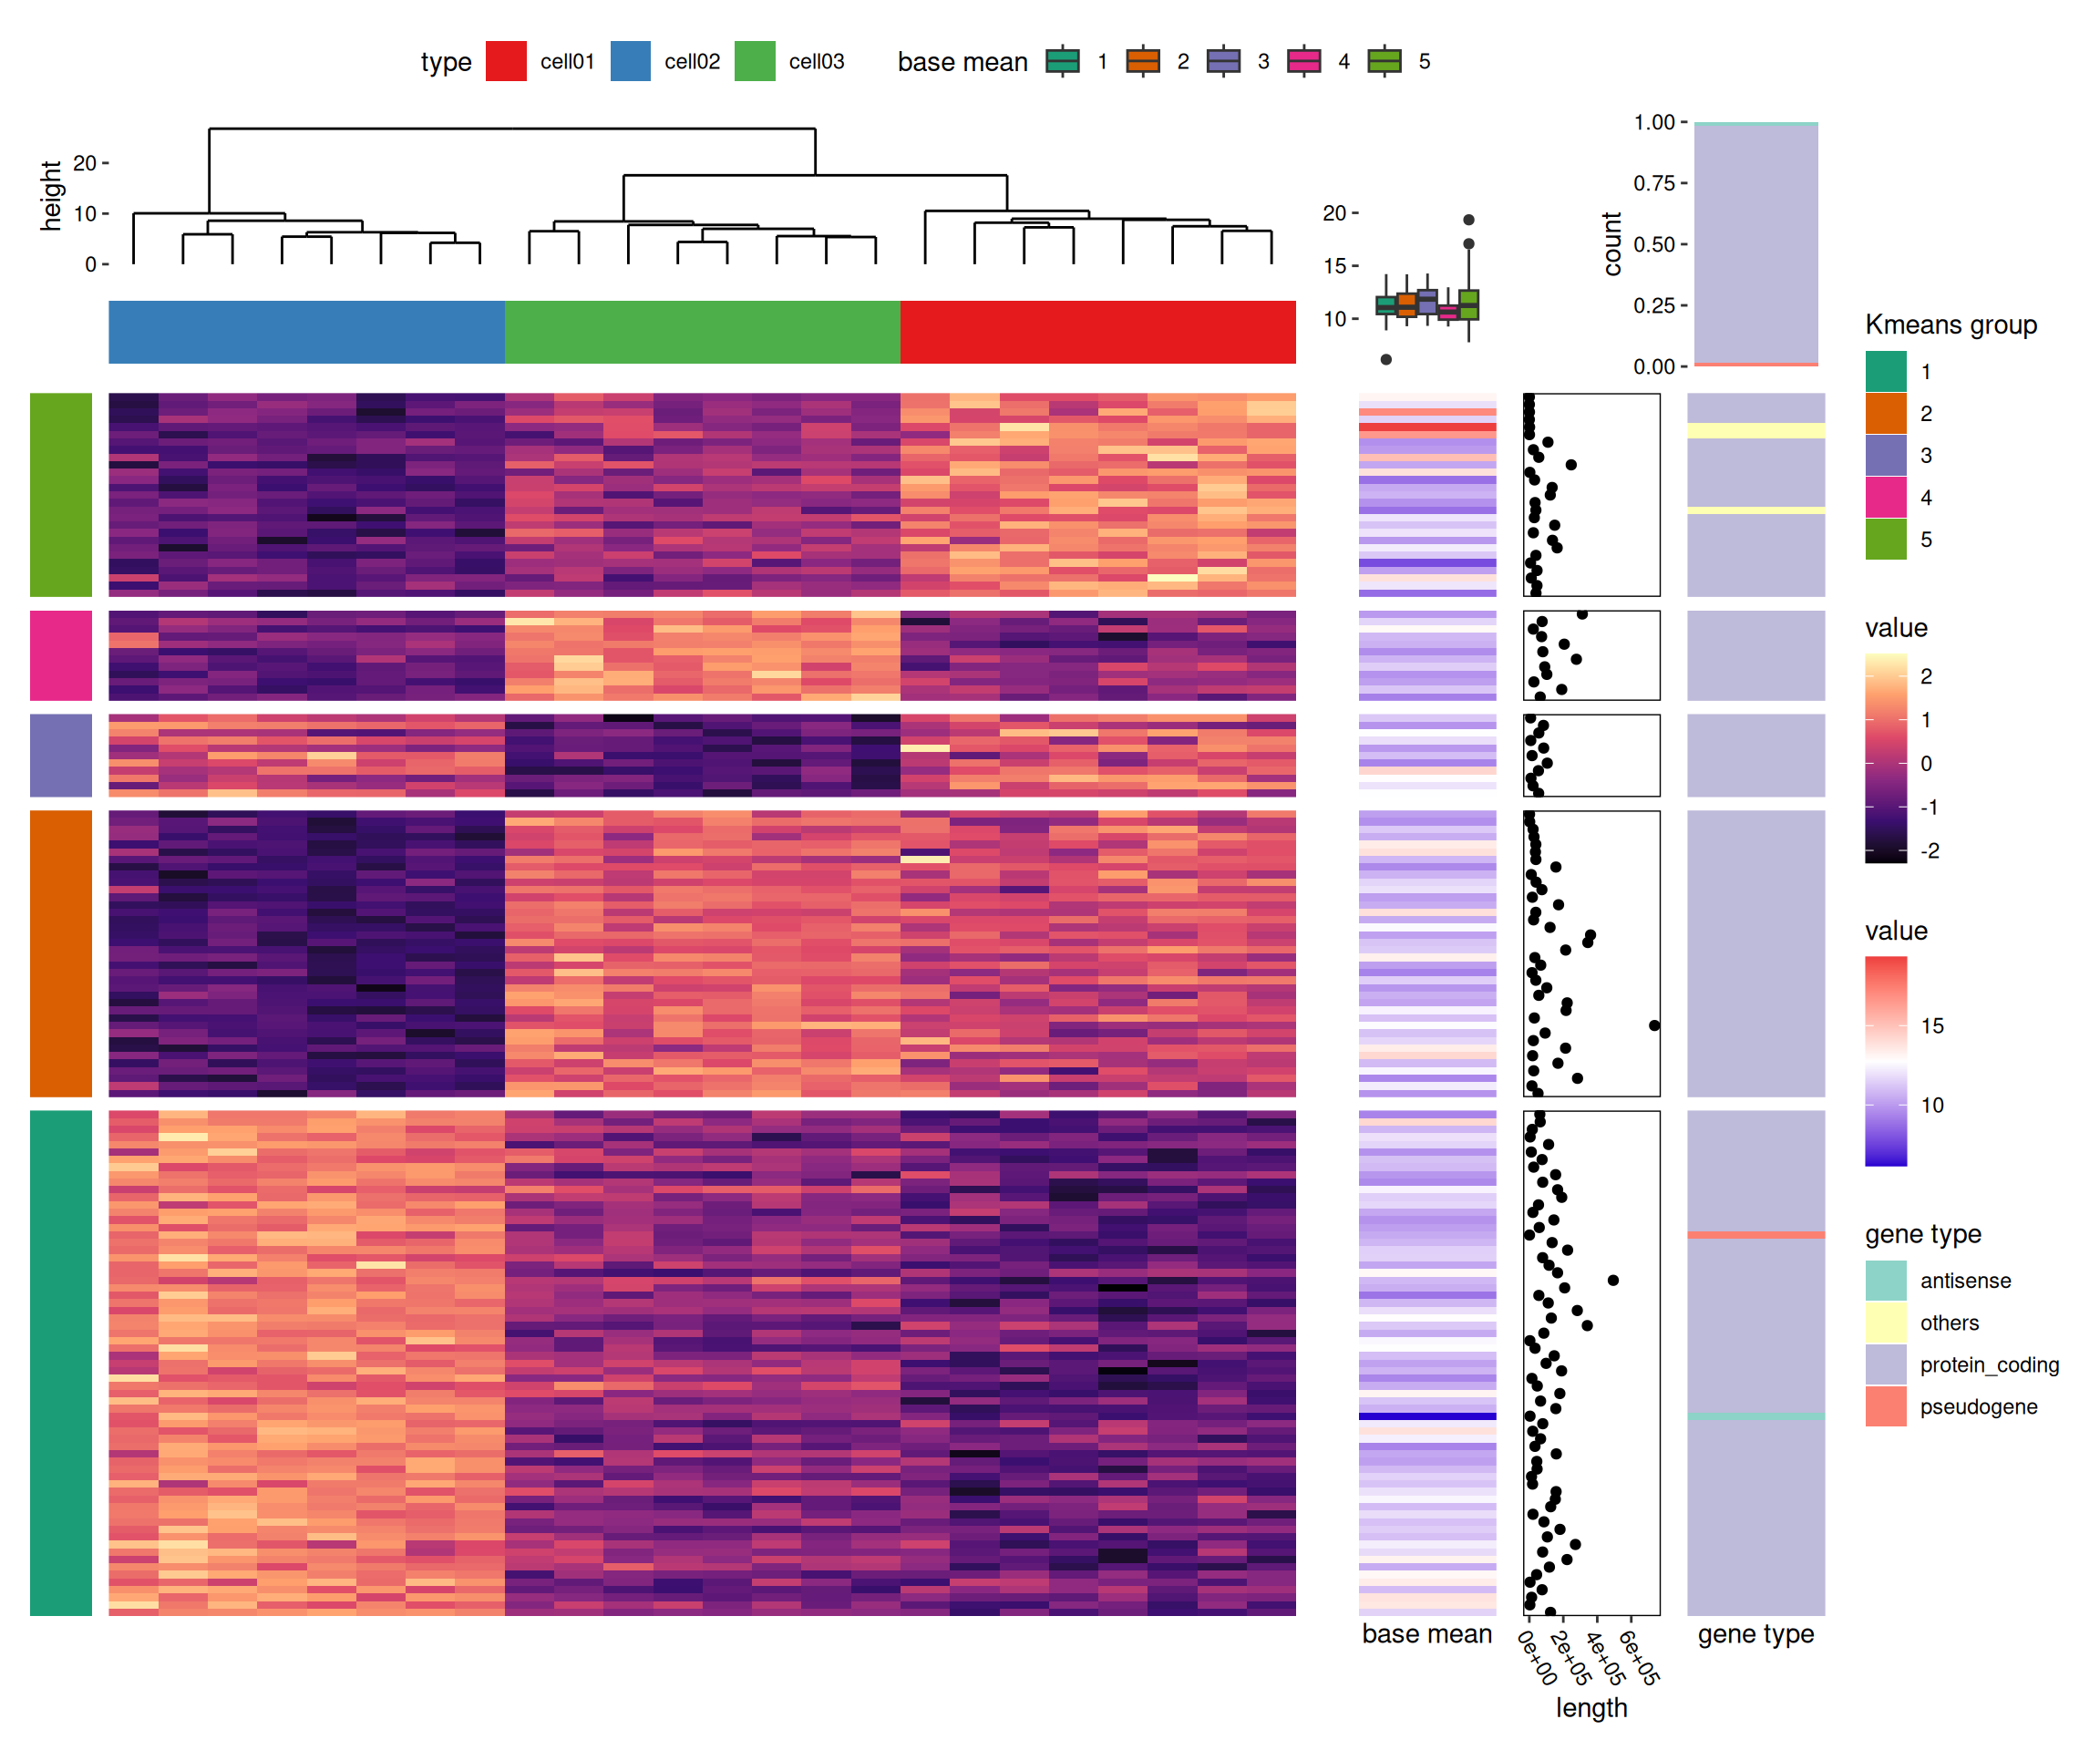 type cell01 cell02 cell03 base mean 1 2 3 4 5
height
20
10
0
20
15
10
count
1.00
0.75
0.50
0.25
0.00
Kmeans group
1
2
3
4
5
value
2
1
0
-1
-2
value
15
10
gene type
antisense
others
protein_coding
pseudogene
base mean
0e+00
2e+05
4e+05
6e+05
length
gene type